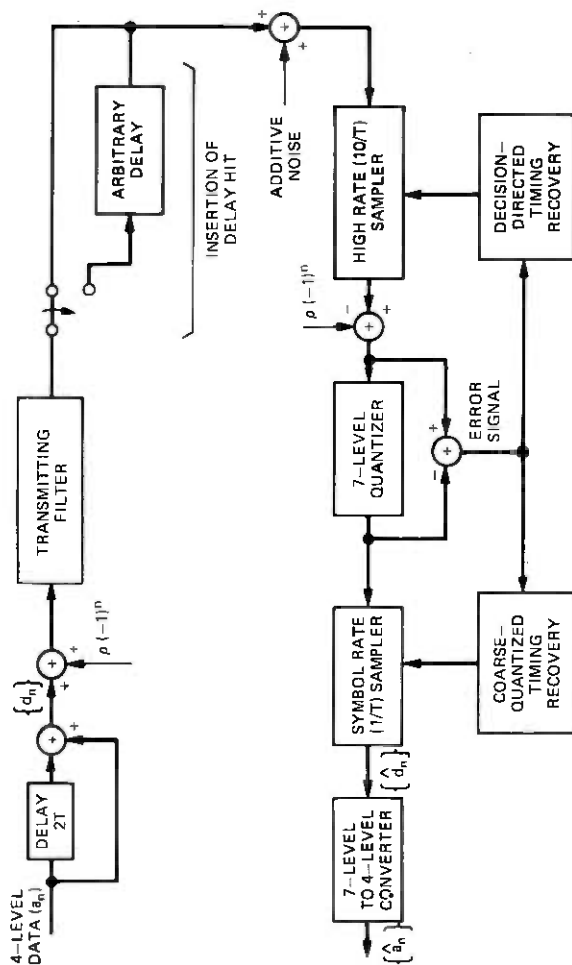 4-LEVEL
DATA (aₙ)
DELAY
2T
+
+
+
{dₙ}
+
+
+
ρ (−1)ⁿ
TRANSMITTING
FILTER
ARBITRARY
DELAY
INSERTION OF
DELAY HIT
+
+
+
ADDITIVE
NOISE
HIGH RATE (10/T)
SAMPLER
ρ (−1)ⁿ
−
+
+
7-LEVEL
QUANTIZER
+
−
+
ERROR
SIGNAL
DECISION-
DIRECTED
TIMING
RECOVERY
SYMBOL RATE
(1/T) SAMPLER
COARSE-
QUANTIZED
TIMING
RECOVERY
{d̂ₙ}
7-LEVEL
TO 4-LEVEL
CONVERTER
{âₙ}